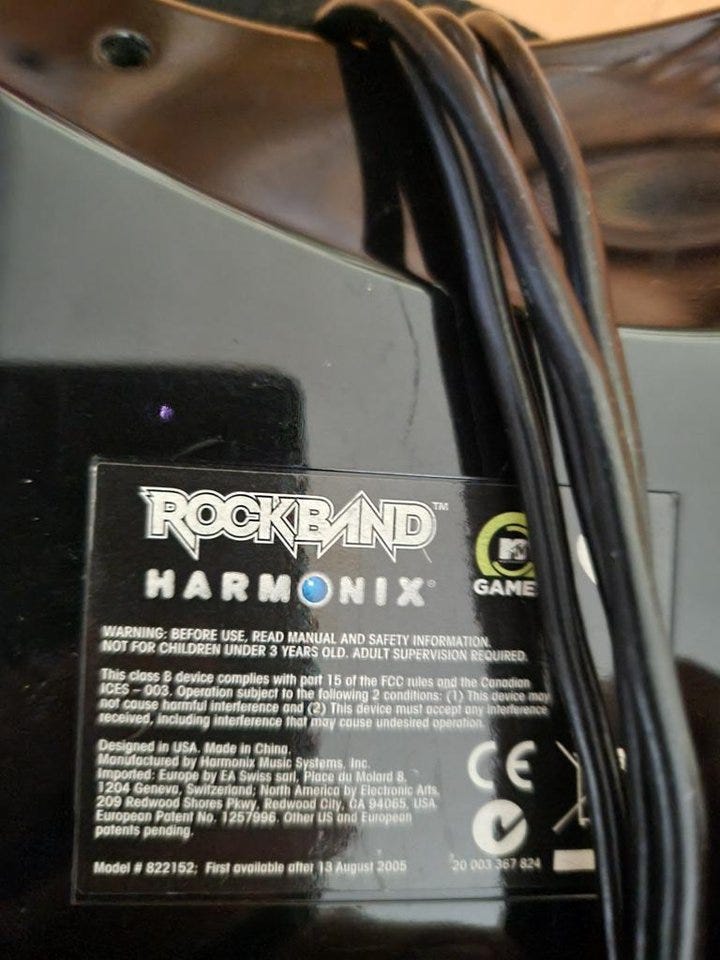 ROCKBAND™
HARMONIX®
MTV
GAME
WARNING: BEFORE USE, READ MANUAL AND SAFETY INFORMATION.
NOT FOR CHILDREN UNDER 3 YEARS OLD. ADULT SUPERVISION REQUIRED.
This class B device complies with part 15 of the FCC rules and the Canadian
ICES – 003. Operation subject to the following 2 conditions: (1) This device may
not cause harmful interference and (2) This device must accept any interference
received, including interference that may cause undesired operation.
Designed in USA. Made in China.
Manufactured by Harmonix Music Systems, Inc.
Imported: Europe by EA Swiss sarl, Place du Molard 8,
1204 Geneva, Switzerland; North America by Electronic Arts,
209 Redwood Shores Pkwy, Redwood City, CA 94065, USA.
European Patent No. 1257996. Other US and European
patents pending.
CE
Model # 822152; First available after 13 August 2005
20 003 367 824